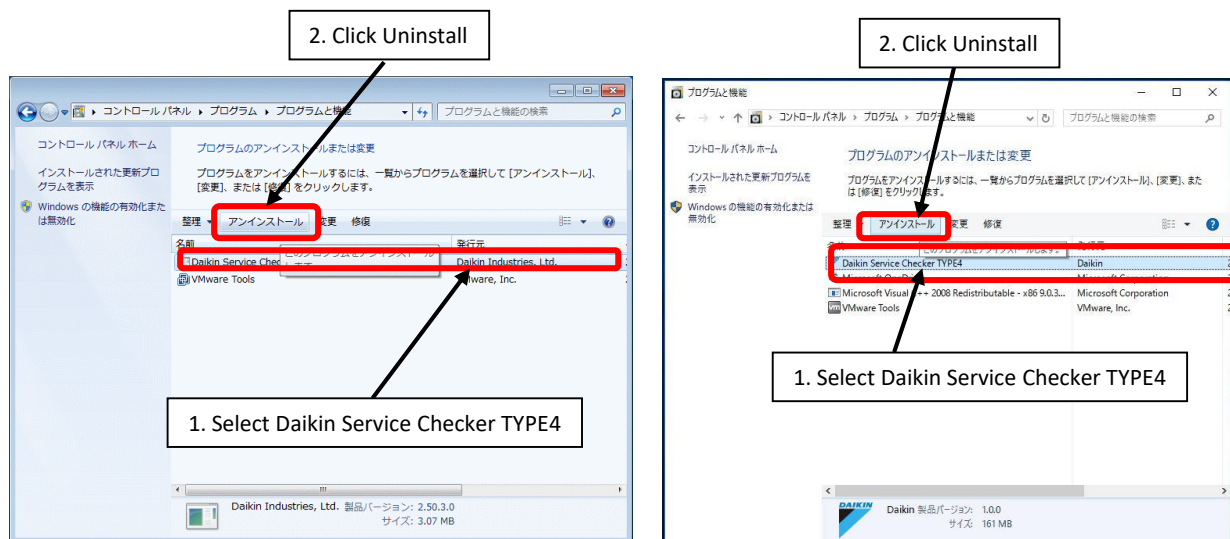 2. Click Uninstall
コントロール パネル ▸ プログラム ▸ プログラムと機能
プログラムと機能の検索
コントロール パネル ホーム
インストールされた更新プロ
グラムを表示
Windows の機能の有効化また
は無効化
プログラムのアンインストールまたは変更
プログラムをアンインストールするには、一覧からプログラムを選択して [アンインストール]、
[変更]、または [修復] をクリックします。
整理 アンインストール 変更 修復
名前 発行元
Daikin Service Chec Daikin Industries, Ltd.
VMware Tools VMware, Inc.
1. Select Daikin Service Checker TYPE4
Daikin Industries, Ltd. 製品バージョン: 2.50.3.0
サイズ: 3.07 MB
2. Click Uninstall
プログラムと機能
コントロール パネル › プログラム › プログラムと機能
プログラムと機能の検索
コントロール パネル ホーム
インストールされた更新プログラムを
表示
Windows の機能の有効化または
無効化
プログラムのアンインストールまたは変更
プログラムをアンインストールするには、一覧からプログラムを選択して [アンインストール]、[変更]、また
は [修復] をクリックします。
整理 アンインストール 変更 修復
Daikin Service Checker TYPE4 Daikin
Microsoft Corporation
Microsoft Visual C++ 2008 Redistributable - x86 9.0.3... Microsoft Corporation
VMware Tools VMware, Inc.
1. Select Daikin Service Checker TYPE4
DAIKIN
Daikin 製品バージョン: 1.0.0
サイズ: 161 MB